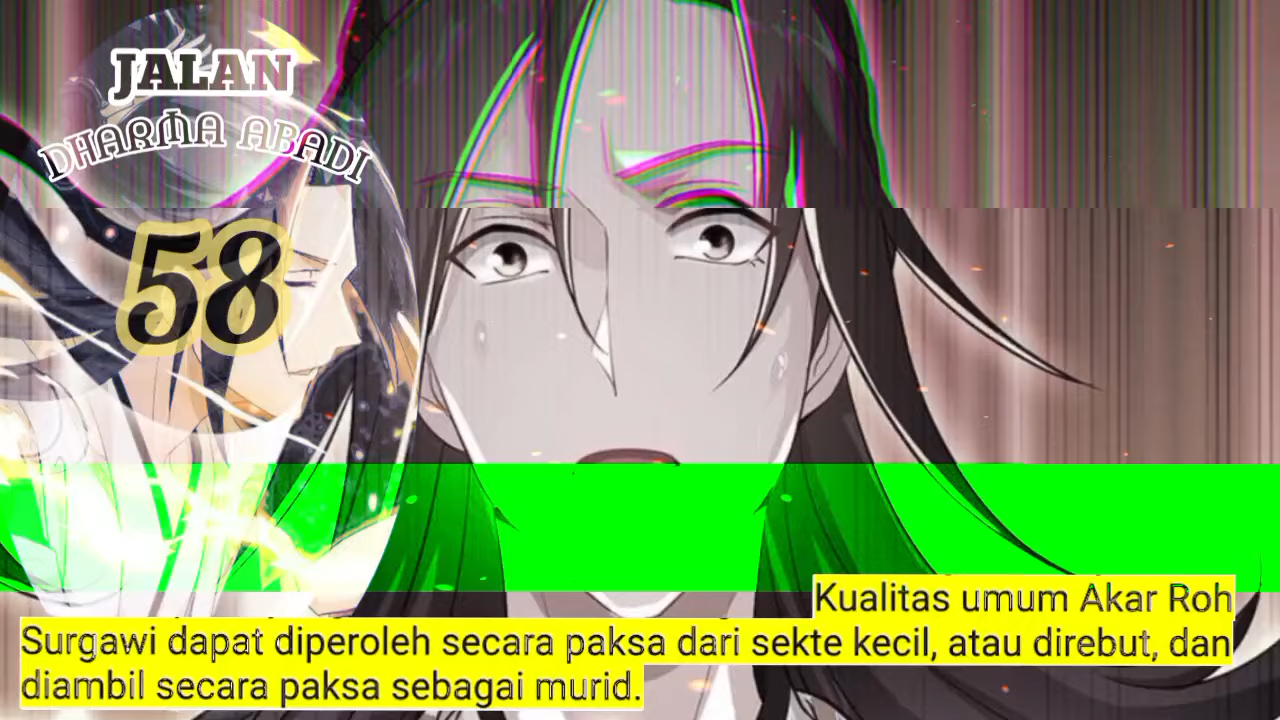 JALAN
DHARMA ABADI
58
Kualitas umum Akar Roh
Surgawi dapat diperoleh secara paksa dari sekte kecil, atau direbut, dan
diambil secara paksa sebagai murid.